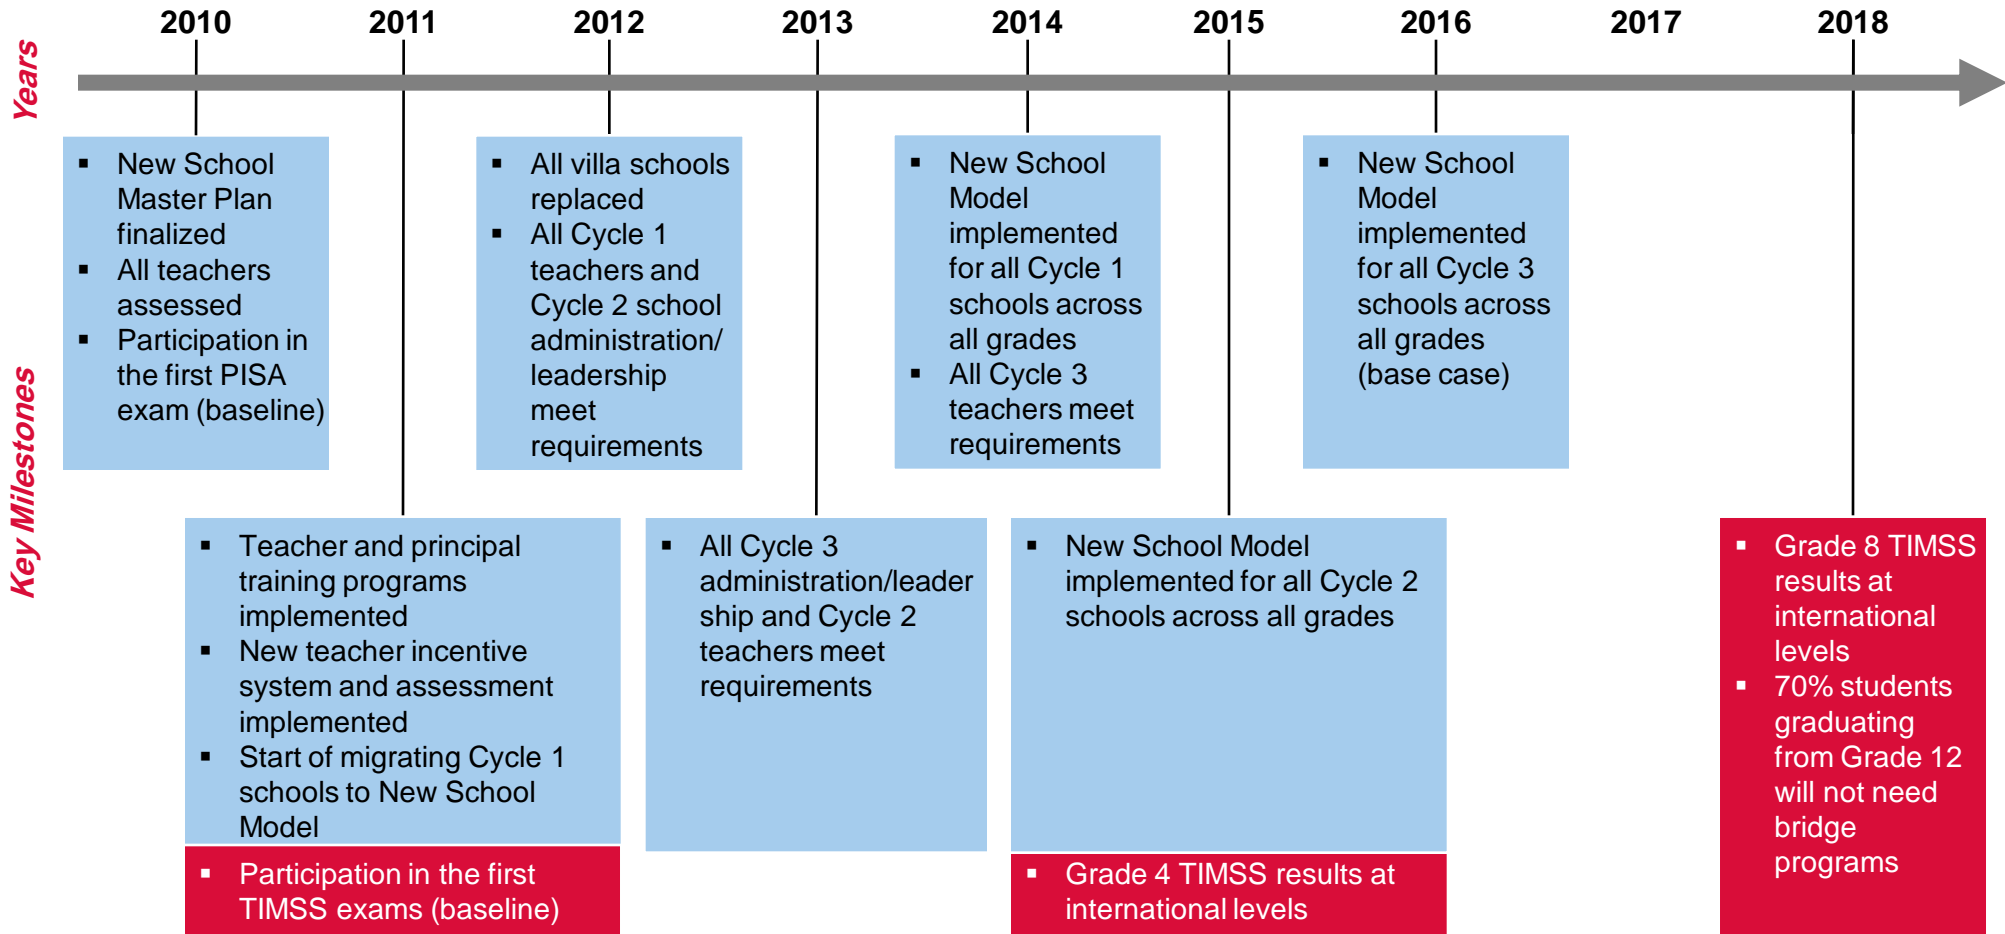 2010 2011 2012 2013 2014 2015 2016 2017 2018
Years
Key Milestones
▪ New School
Master Plan
finalized
▪ All teachers
assessed
▪ Participation in
the first PISA
exam (baseline)
▪ All villa schools
replaced
▪ All Cycle 1
teachers and
Cycle 2 school
administration/
leadership
meet
requirements
▪ New School
Model
implemented
for all Cycle 1
schools across
all grades
▪ All Cycle 3
teachers meet
requirements
▪ New School
Model
implemented
for all Cycle 3
schools across
all grades
(base case)
▪ Teacher and principal
training programs
implemented
▪ New teacher incentive
system and assessment
implemented
▪ Start of migrating Cycle 1
schools to New School
Model
▪ Participation in the first
TIMSS exams (baseline)
▪ All Cycle 3
administration/leader
ship and Cycle 2
teachers meet
requirements
▪ New School Model
implemented for all Cycle 2
schools across all grades
▪ Grade 4 TIMSS results at
international levels
▪ Grade 8 TIMSS
results at
international
levels
▪ 70% students
graduating
from Grade 12
will not need
bridge
programs